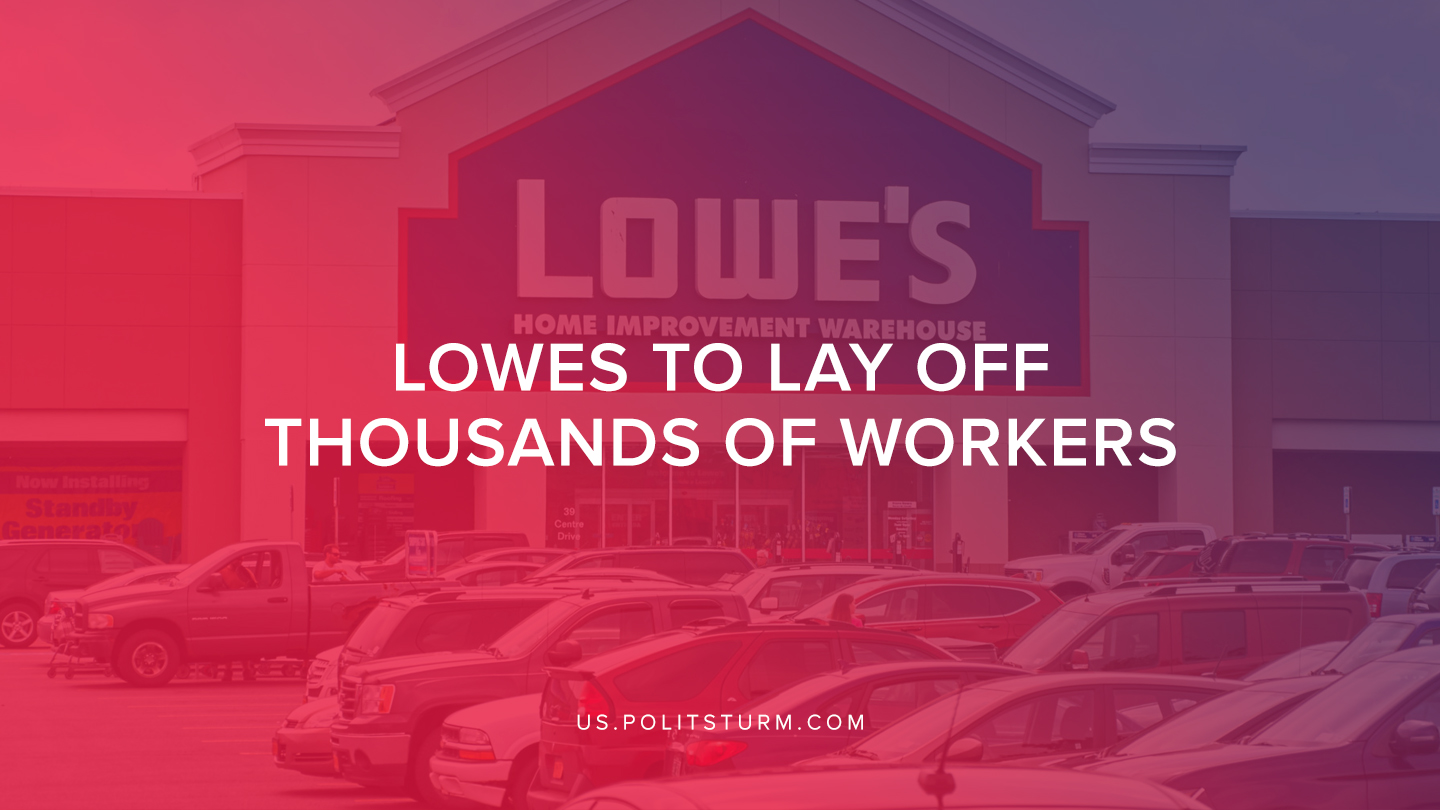 LOWE'S
HOME IMPROVEMENT WAREHOUSE
LOWES TO LAY OFF
THOUSANDS OF WORKERS
Now Installing
Standby
Generator
39
Centre
Drive
US.POLITSTURM.COM